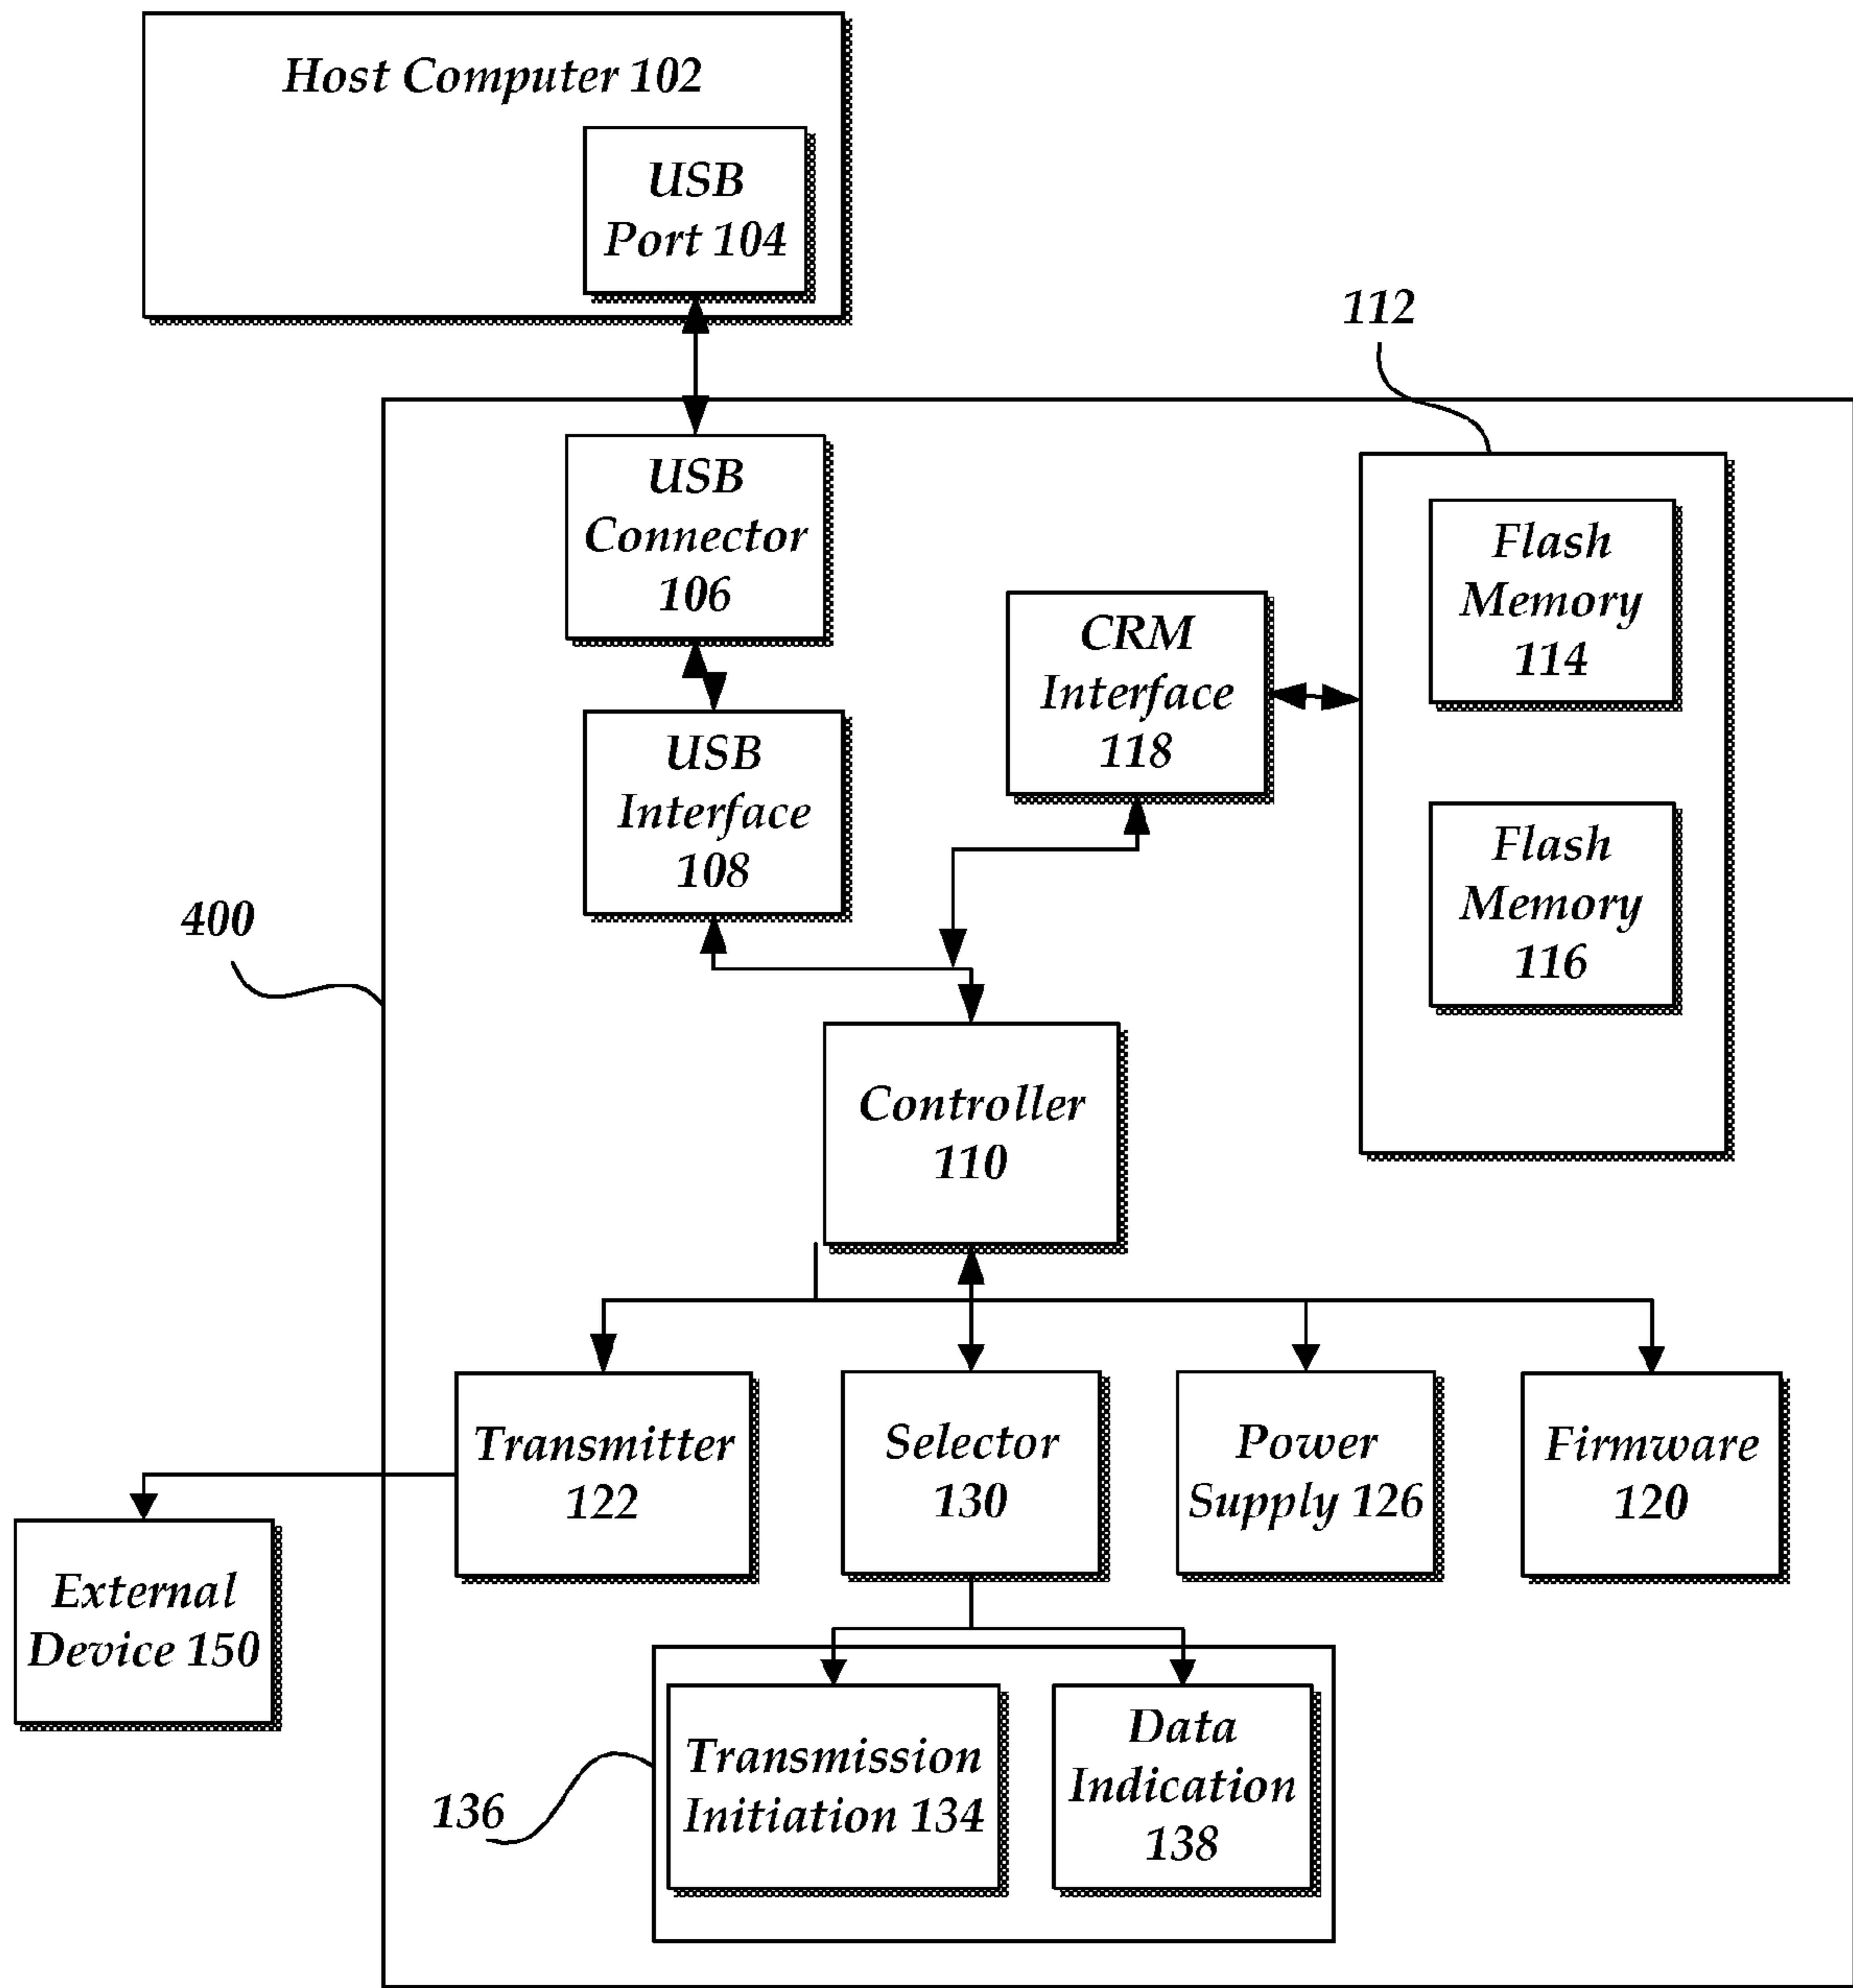 Host Computer 102
USB
Port 104
112
USB
Connector
106
Flash
Memory
114
CRM
Interface
118
USB
Interface
108
Flash
Memory
116
400
Controller
110
Transmitter
122
Selector
130
Power
Supply 126
Firmware
120
External
Device 150
136
Transmission
Initiation 134
Data
Indication
138